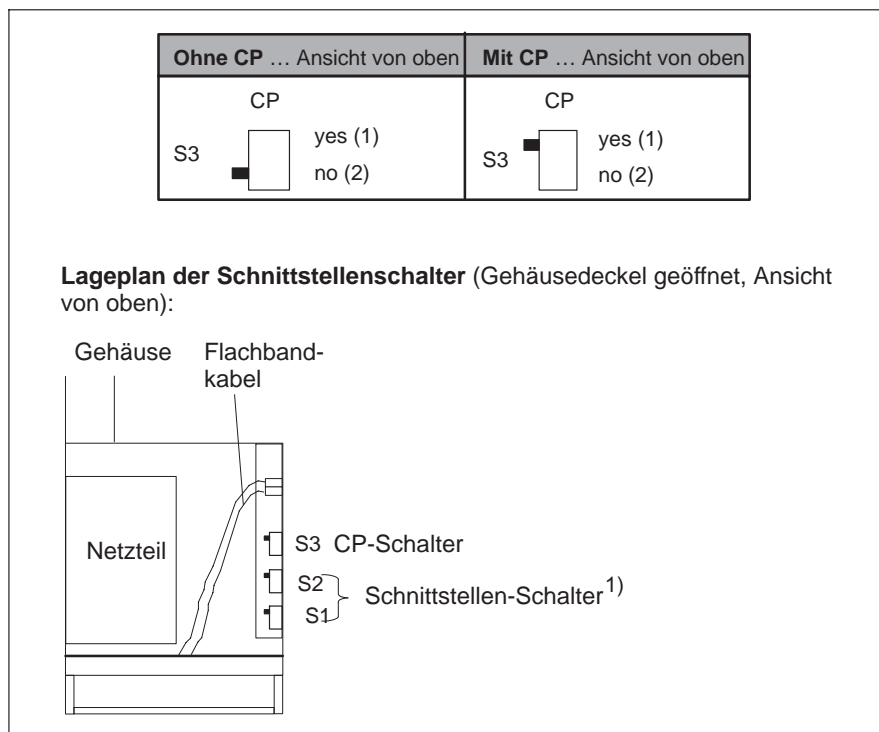 Ohne CP … Ansicht von oben
Mit CP … Ansicht von oben
CP
S3
yes (1)
no (2)
CP
S3
yes (1)
no (2)
Lageplan der Schnittstellenschalter (Gehäusedeckel geöffnet, Ansicht
von oben):
Gehäuse
Flachband-
kabel
Netzteil
S3 CP-Schalter
S2
Schnittstellen-Schalter1)
S1